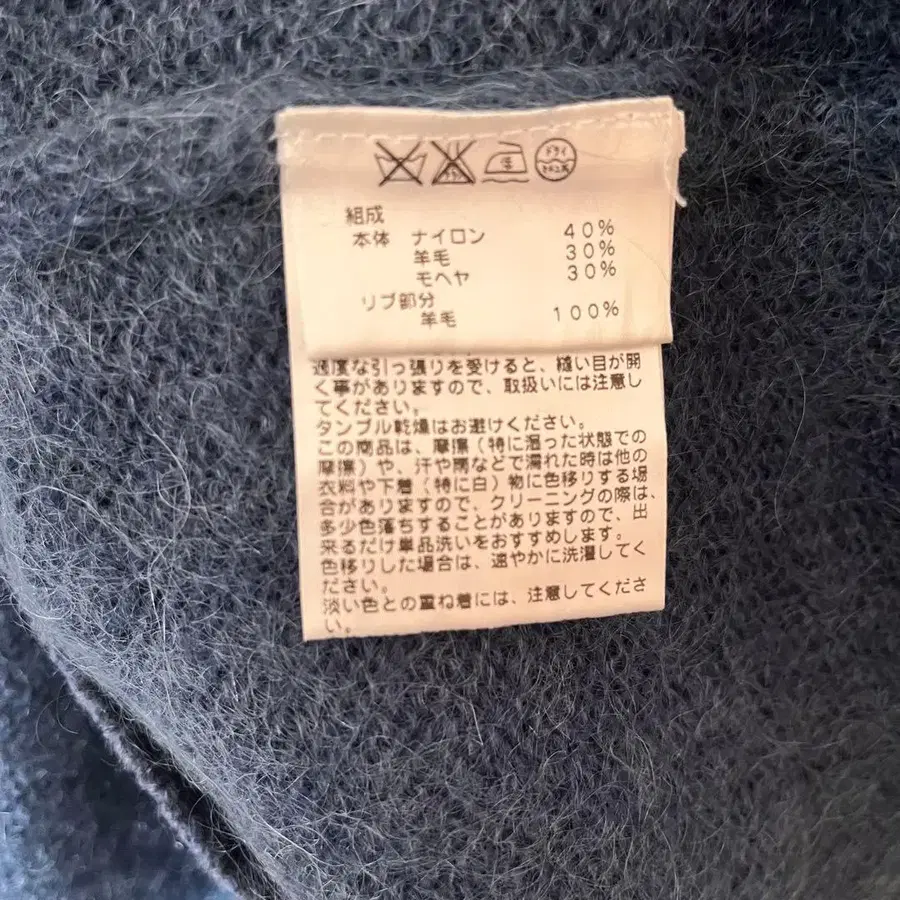 中 ドライ
セキユ系
組成
本体 ナイロン 40%
羊毛 30%
モヘヤ 30%
リブ部分
羊毛 100%
過度な引っ張りを受けると、縫い目が開
く事がありますので、取扱いには注意し
てください。
タンブル乾燥はお避けください。
この商品は、摩擦(特に湿った状態での
摩擦)や、汗や雨などで濡れた時は他の
衣料や下着(特に白)物に色移りする場
合がありますので、クリーニングの際は、
多少色落ちすることがありますので、出
来るだけ単品洗いをおすすめします。
色移りした場合は、速やかに洗濯してく
ださい。
淡い色との重ね着には、注意してくださ
い。